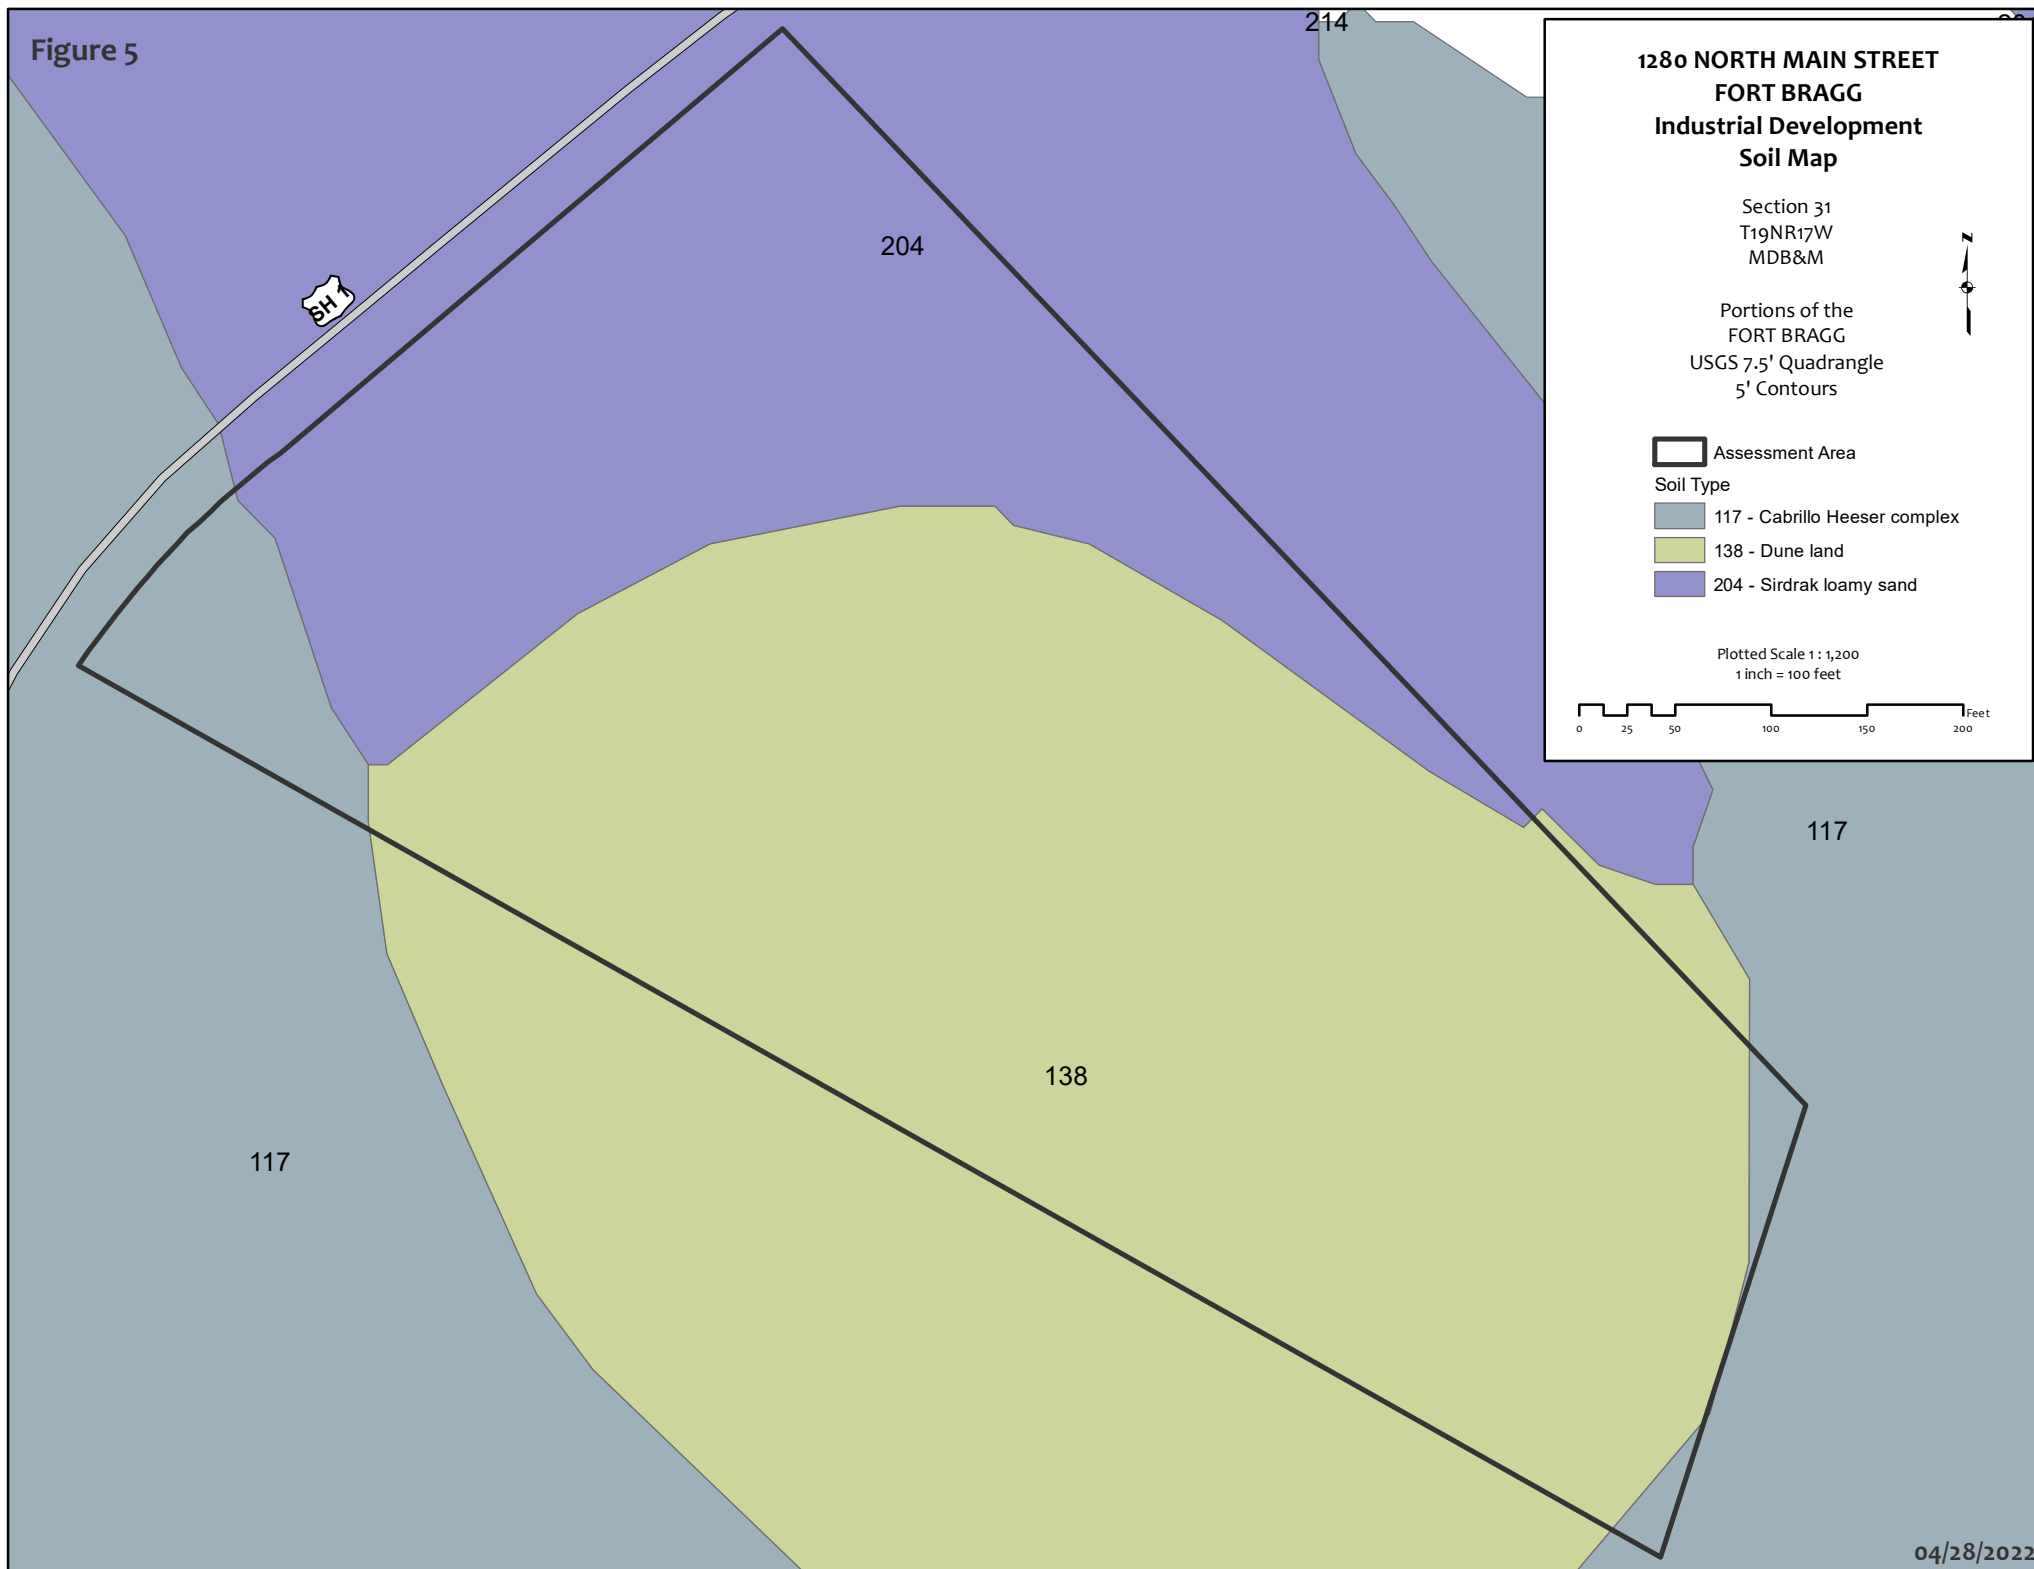 Figure 5
214
1280 NORTH MAIN STREET
FORT BRAGG
Industrial Development
Soil Map
Section 31
T19NR17W
MDB&M
Portions of the
FORT BRAGG
USGS 7.5' Quadrangle
5' Contours
N
Assessment Area
Soil Type
117 - Cabrillo Heeser complex
138 - Dune land
204 - Sirdrak loamy sand
Plotted Scale 1 : 1,200
1 inch = 100 feet
Feet
0 25 50 100 150 200
204
SH 1
117
138
117
04/28/2022